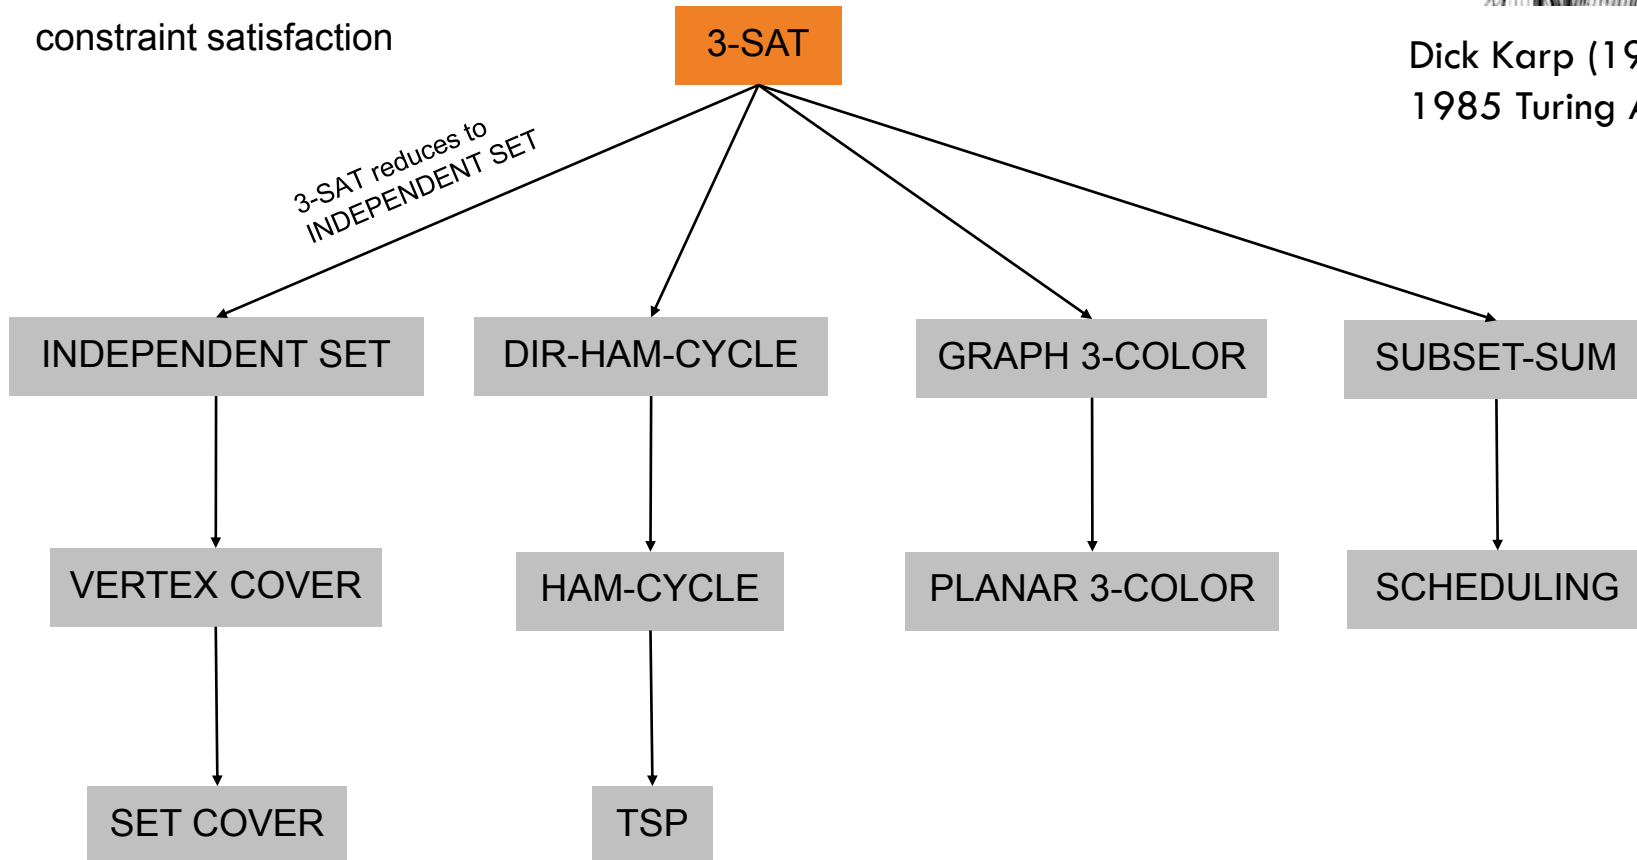 constraint satisfaction
3-SAT
Dick Karp (19
1985 Turing A
3-SAT reduces to
INDEPENDENT SET
INDEPENDENT SET
DIR-HAM-CYCLE
GRAPH 3-COLOR
SUBSET-SUM
VERTEX COVER
HAM-CYCLE
PLANAR 3-COLOR
SCHEDULING
SET COVER
TSP